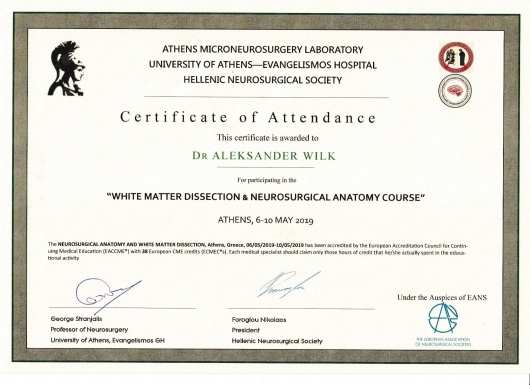 ATHENS MICRONEUROSURGERY LABORATORY
UNIVERSITY OF ATHENS—EVANGELISMOS HOSPITAL
HELLENIC NEUROSURGICAL SOCIETY
Certificate of Attendance
This certificate is awarded to
DR ALEKSANDER WILK
For participating in the
"WHITE MATTER DISSECTION & NEUROSURGICAL ANATOMY COURSE"
ATHENS, 6-10 MAY 2019
The NEUROSURGICAL ANATOMY AND WHITE MATTER DISSECTION, Athens, Greece, 06/05/2019-10/05/2019 has been accredited by the European Accreditation Council for Contin-
uing Medical Education (EACCME®) with 38 European CME credits (ECMEC®s). Each medical specialist should claim only those hours of credit that he/she actually spent in the educa-
tional activity
George Stranjalis
Professor of Neurosurgery
University of Athens, Evangelismos GH
Foroglou Nikolaos
President
Hellenic Neurosurgical Society
Under the Auspices of EANS
THE EUROPEAN ASSOCIATION
OF NEUROSURGICAL SOCIETIES